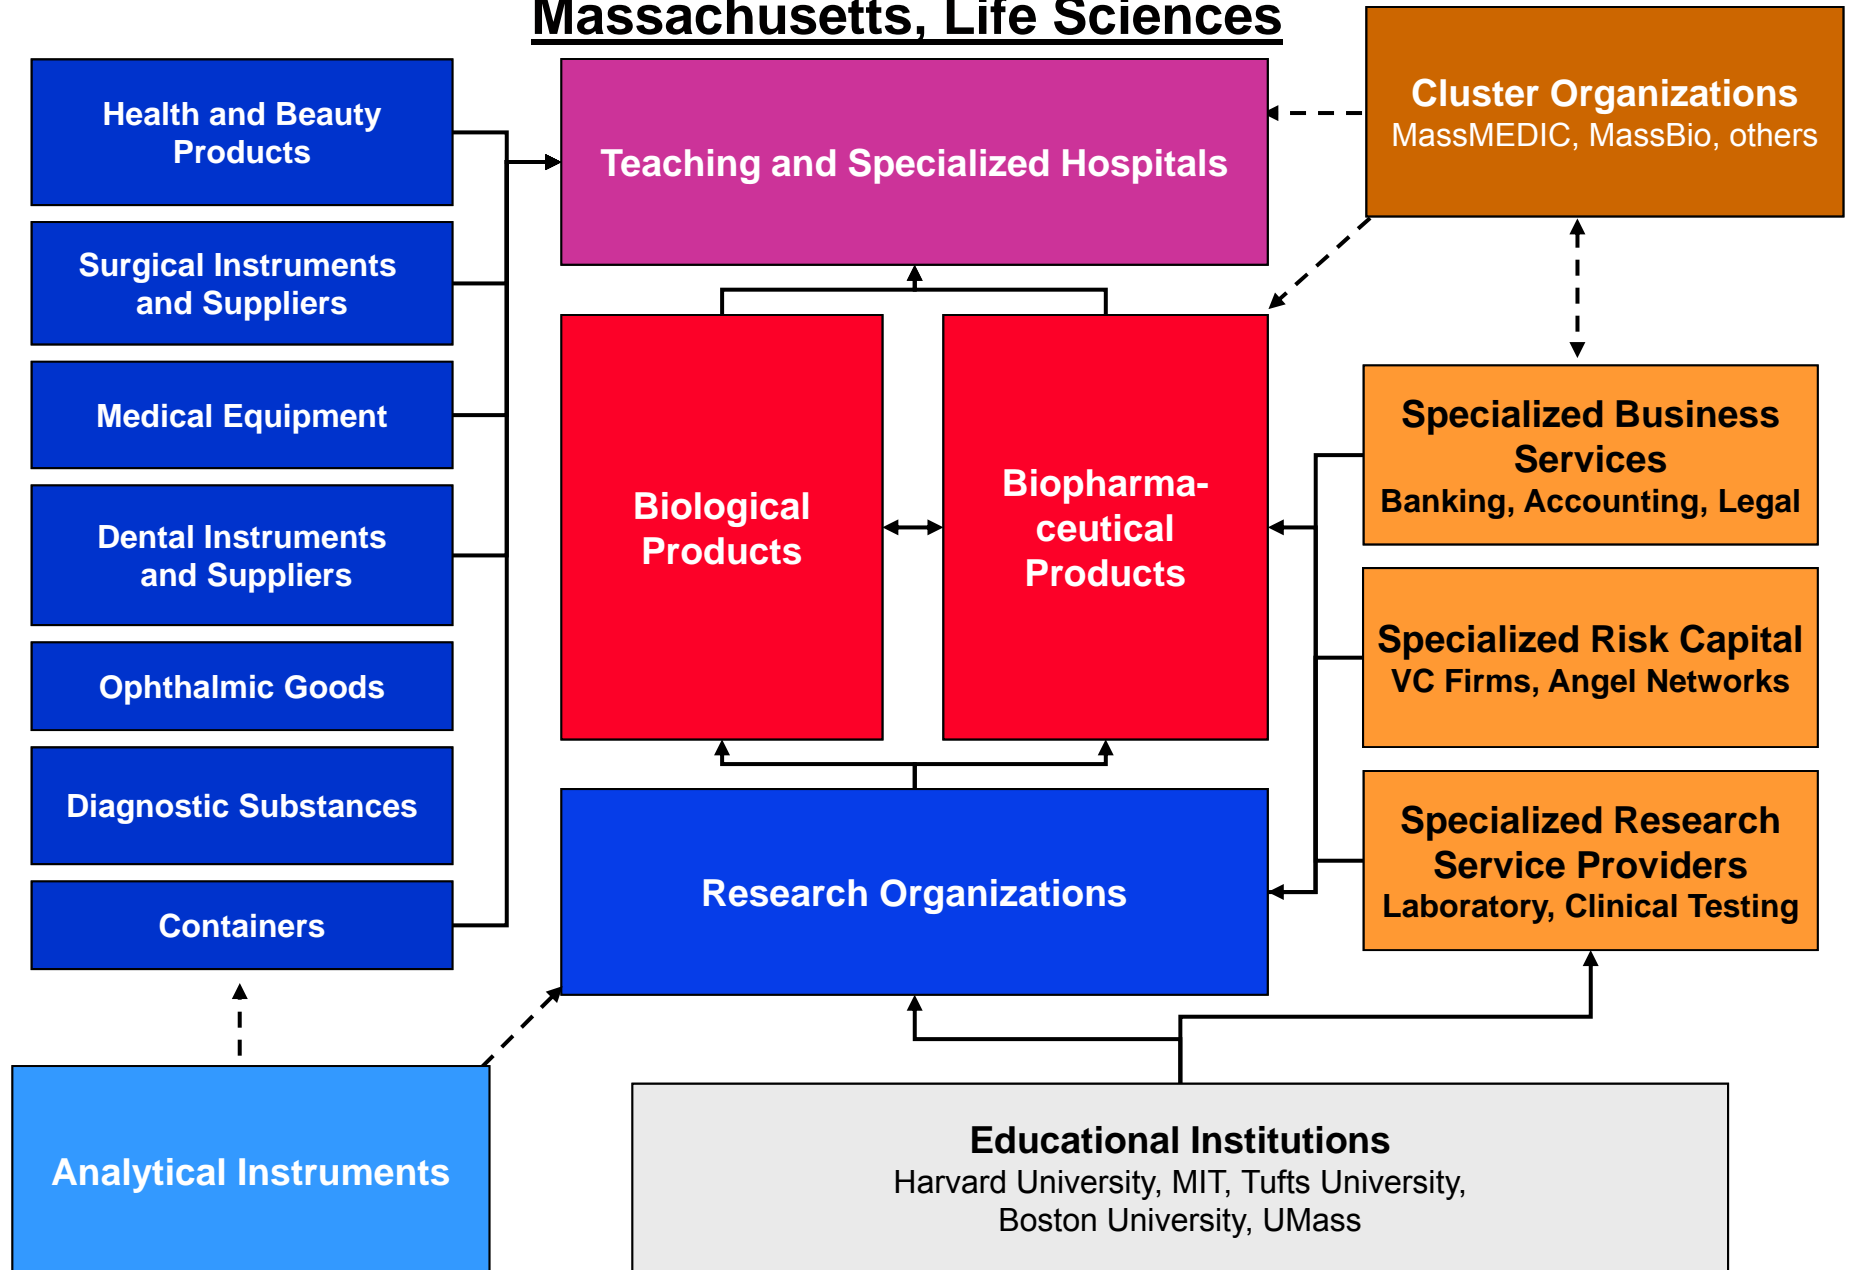 Massachusetts, Life Sciences
Health and Beauty
Products
Surgical Instruments
and Suppliers
Medical Equipment
Dental Instruments
and Suppliers
Ophthalmic Goods
Diagnostic Substances
Containers
Analytical Instruments
Teaching and Specialized Hospitals
Biological
Products
Biopharma-
ceutical
Products
Research Organizations
Cluster Organizations
MassMEDIC, MassBio, others
Specialized Business
Services
Banking, Accounting, Legal
Specialized Risk Capital
VC Firms, Angel Networks
Specialized Research
Service Providers
Laboratory, Clinical Testing
Educational Institutions
Harvard University, MIT, Tufts University,
Boston University, UMass